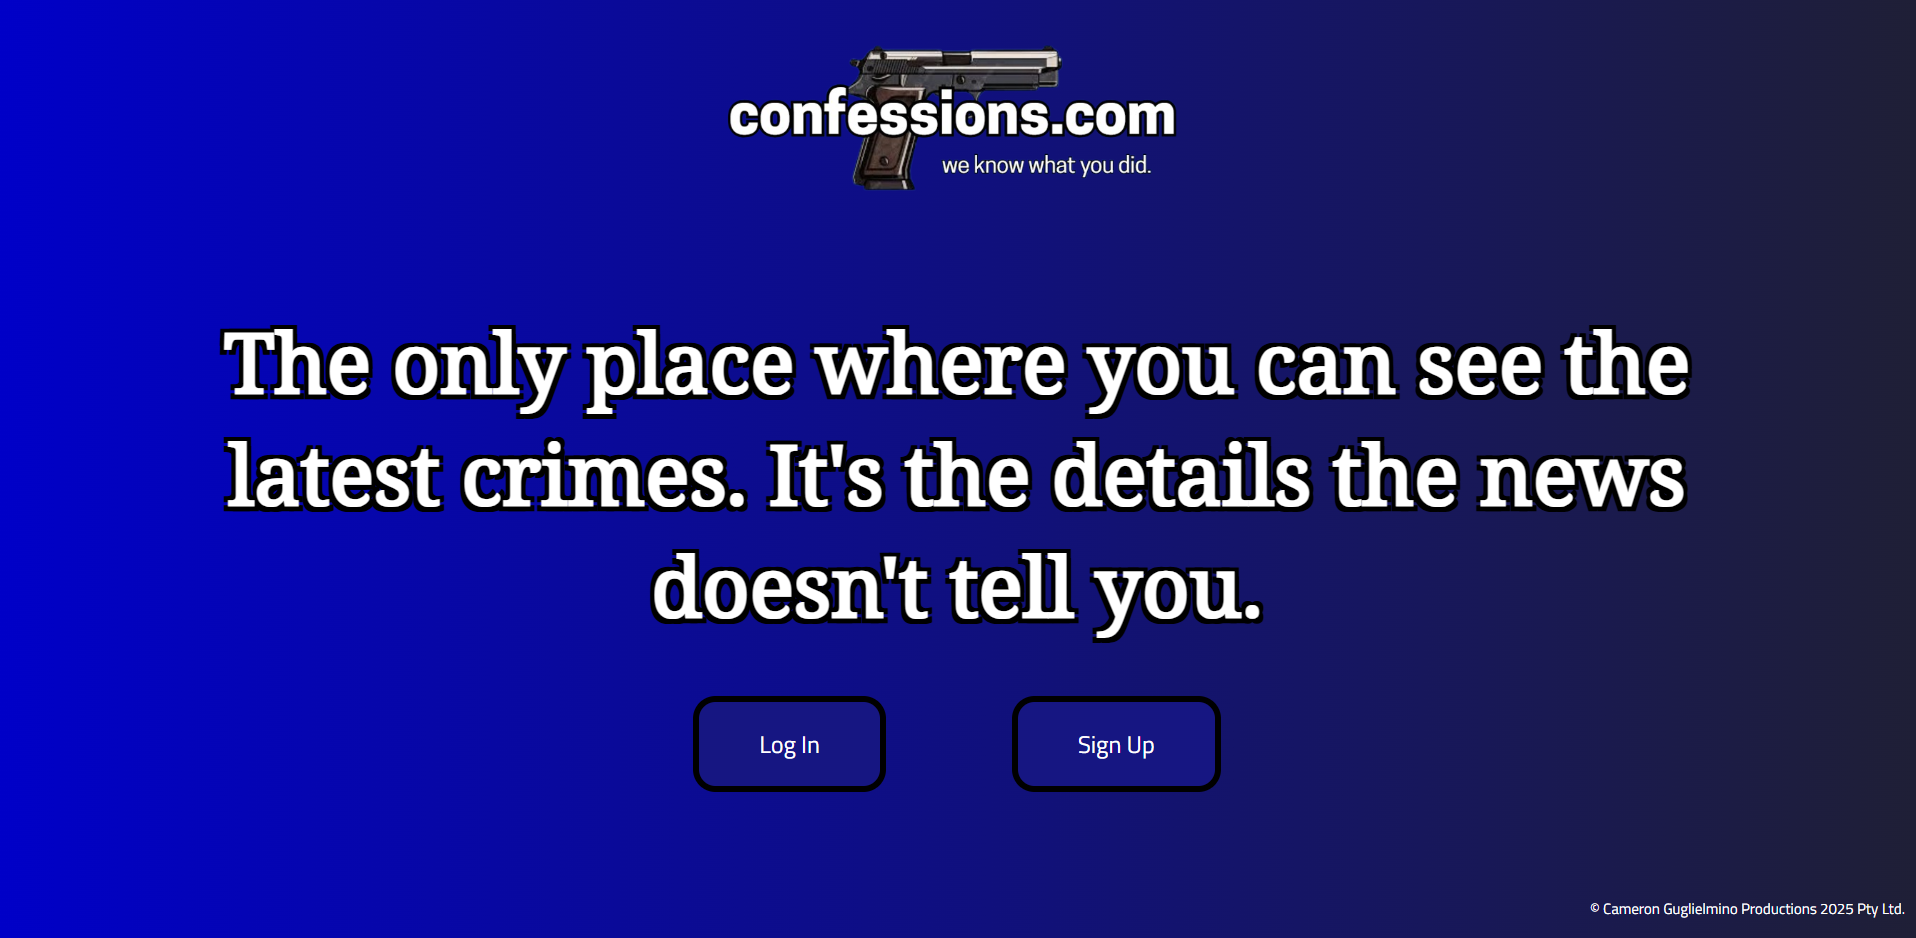 confessions.com
we know what you did.
The only place where you can see the
latest crimes. It's the details the news
doesn't tell you.
Log In
Sign Up
© Cameron Guglielmino Productions 2025 Pty Ltd.